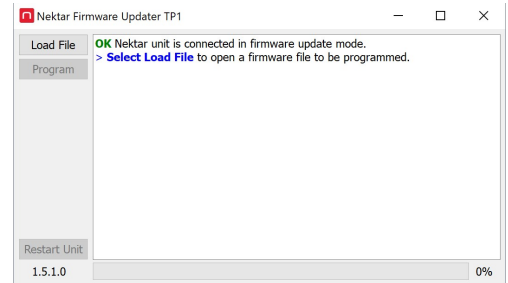 Nektar Firmware Updater TP1
Load File
OK Nektar unit is connected in firmware update mode.
> Select Load File to open a firmware file to be programmed.
Program
Restart Unit
1.5.1.0
0%